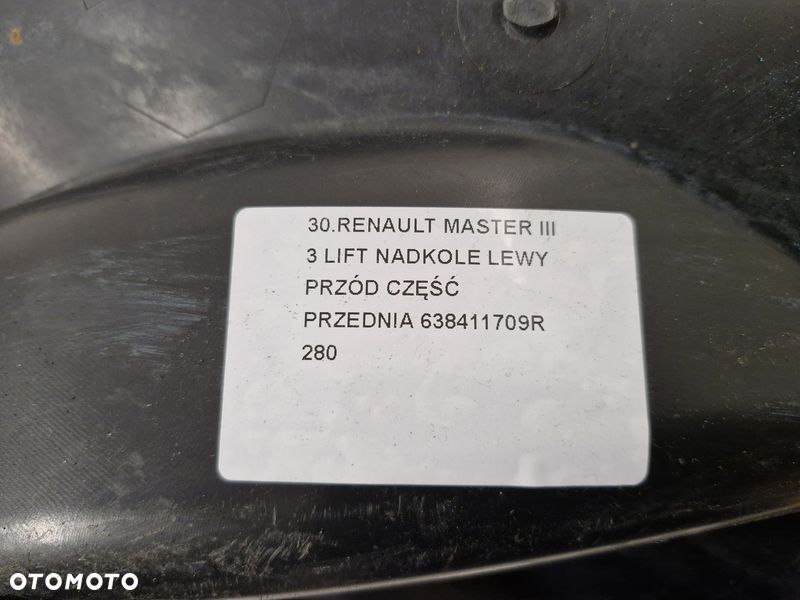 30.RENAULT MASTER III
3 LIFT NADKOLE LEWY
PRZÓD CZĘŚĆ
PRZEDNIA 638411709R
280
OTOMOTO